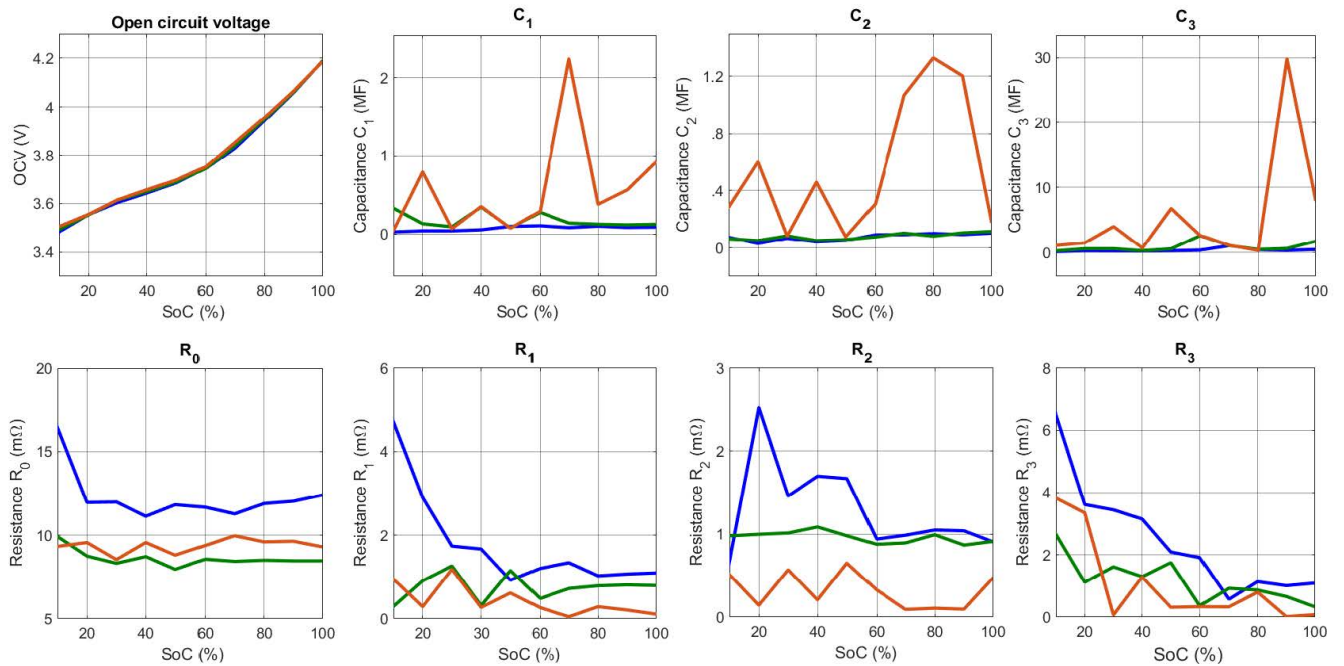 Open circuit voltage
OCV (V)
4.2
4
3.8
3.6
3.4
20 40 60 80 100
SoC (%)
C1
Capacitance C1 (MF)
2
1
0
20 40 60 80 100
SoC (%)
C2
Capacitance C2 (MF)
1.2
.8
.4
0
20 40 60 80 100
SoC (%)
C3
Capacitance C3 (MF)
30
20
10
0
20 40 60 80 100
SoC (%)
R0
Resistance R0 (mΩ)
20
15
10
5
20 40 60 80 100
SoC (%)
R1
Resistance R1 (mΩ)
6
4
2
0
20 30 60 80 100
SoC (%)
R2
Resistance R2 (mΩ)
3
2
1
0
20 40 60 80 100
SoC (%)
R3
Resistance R3 (mΩ)
8
6
4
2
0
20 40 60 80 100
SoC (%)